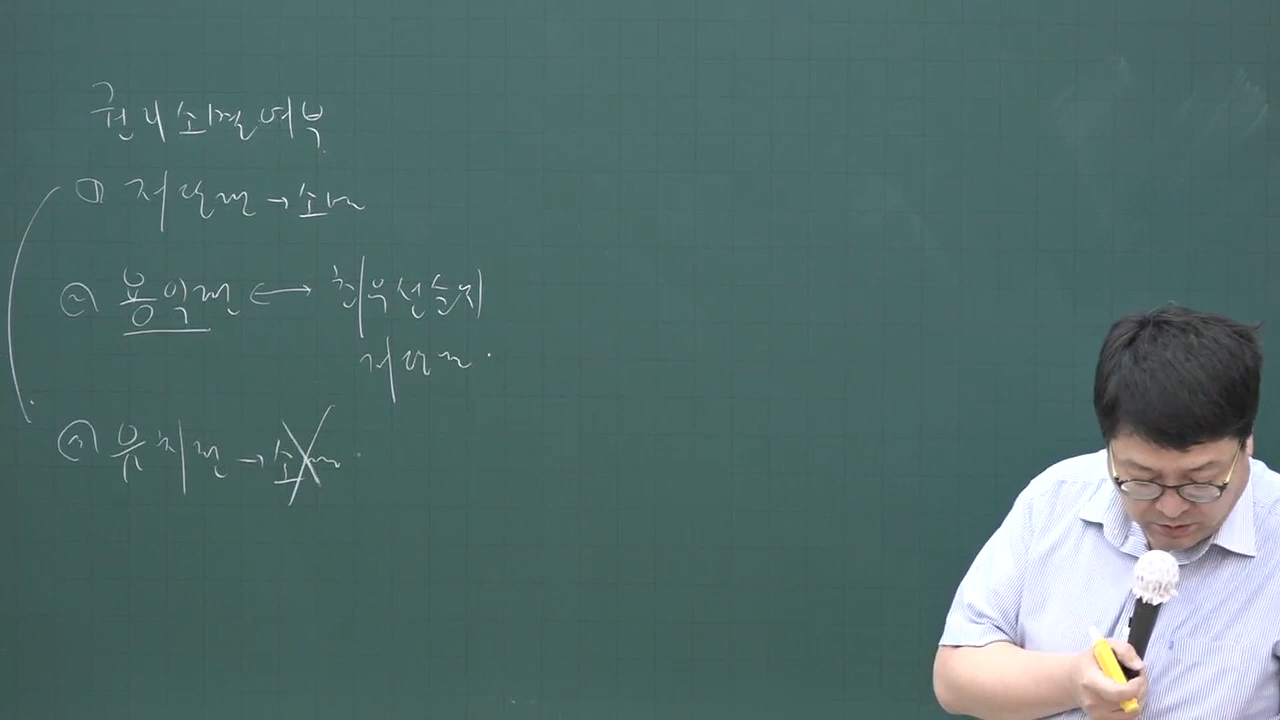 권리소멸여부
① 저당권 → 소멸
② 용익권 ↔ 최우선순위
저당권.
③ 유치권 → 소멸